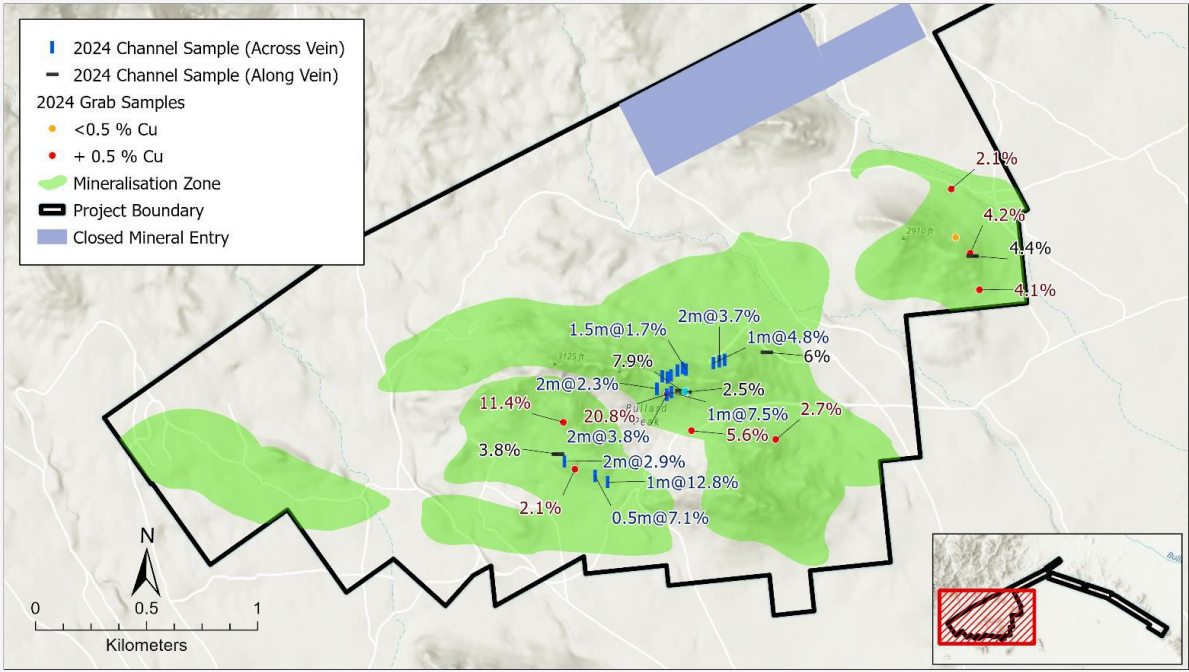 2024 Channel Sample (Across Vein)
2024 Channel Sample (Along Vein)
2024 Grab Samples
<0.5 % Cu
+ 0.5 % Cu
Mineralisation Zone
Project Boundary
Closed Mineral Entry
2.1%
4.2%
2910 ft
4.4%
4.1%
2m@3.7%
1.5m@1.7%
1m@4.8%
3125 ft
7.9%
6%
2m@2.3%
2.5%
11.4%
20.8%
Bullard
Peak
1m@7.5%
2.7%
2m@3.8%
5.6%
3.8%
2m@2.9%
1m@12.8%
2.1%
0.5m@7.1%
N
0 0.5 1
Kilometers